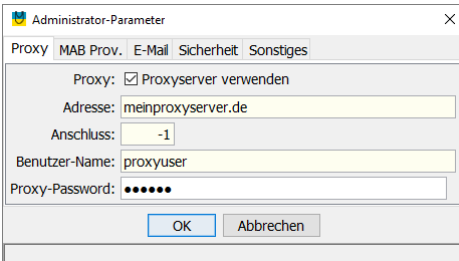 Administrator-Parameter
Proxy MAB Prov. E-Mail Sicherheit Sonstiges
Proxy: Proxyserver verwenden
Adresse: meinproxyserver.de
Anschluss: -1
Benutzer-Name: proxyuser
Proxy-Password: ●●●●●●
OK Abbrechen